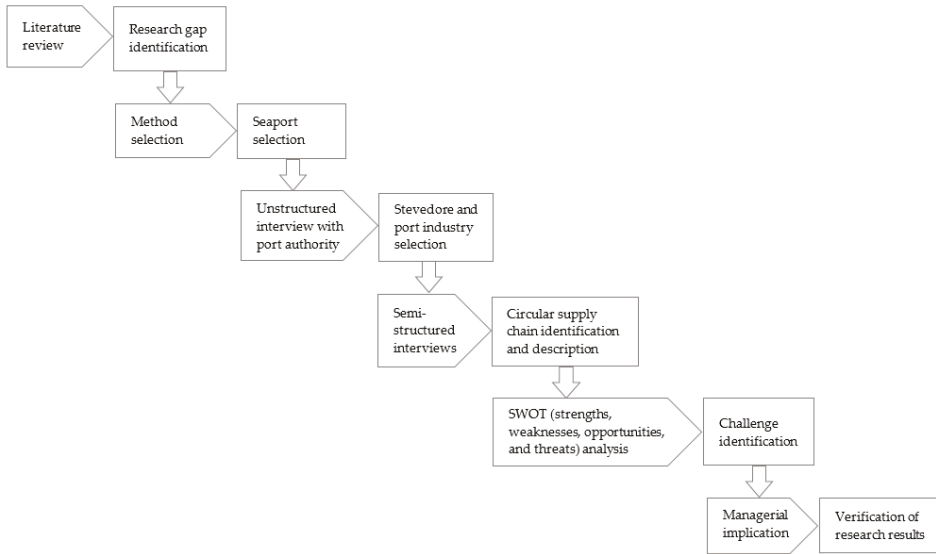 Literature
review
Research gap
identification
Method
selection
Seaport
selection
Unstructured
interview with
port authority
Stevedore and
port industry
selection
Semi-
structured
interviews
Circular supply
chain identification
and description
SWOT (strengths,
weaknesses, opportunities,
and threats) analysis
Challenge
identification
Managerial
implication
Verification of
research results